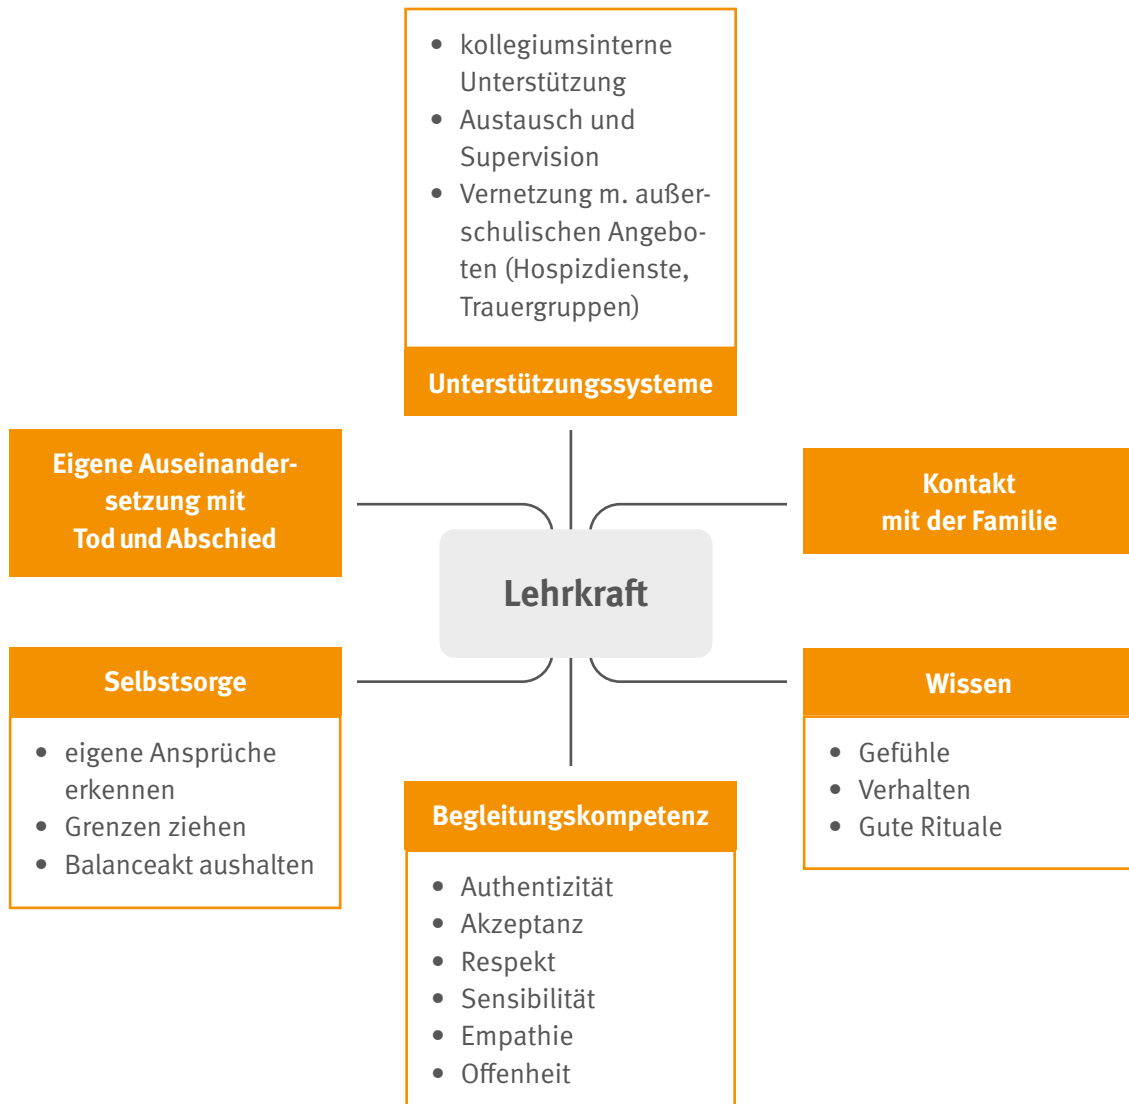 • kollegiumsinterne
Unterstützung
• Austausch und
Supervision
• Vernetzung m. außer-
schulischen Angebo-
ten (Hospizdienste,
Trauergruppen)
Unterstützungssysteme
Eigene Auseinander-
setzung mit
Tod und Abschied
Kontakt
mit der Familie
Lehrkraft
Selbstsorge
• eigene Ansprüche
erkennen
• Grenzen ziehen
• Balanceakt aushalten
Wissen
• Gefühle
• Verhalten
• Gute Rituale
Begleitungskompetenz
• Authentizität
• Akzeptanz
• Respekt
• Sensibilität
• Empathie
• Offenheit